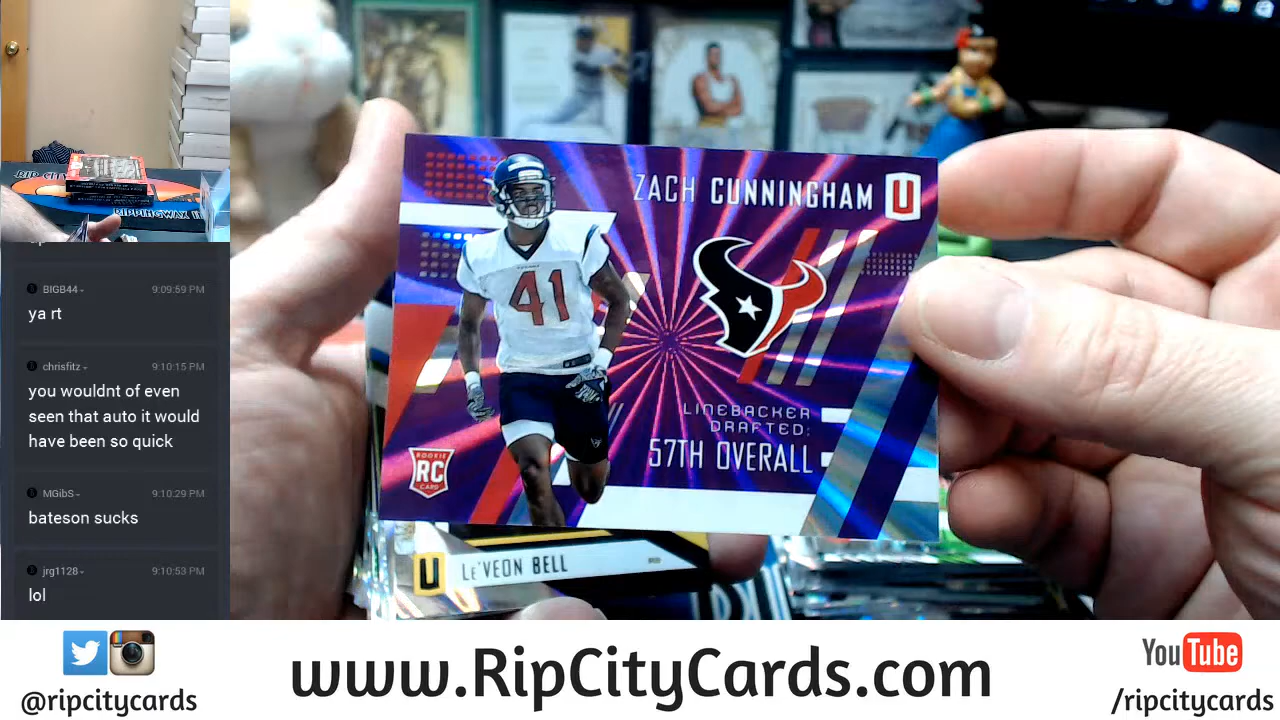 RIP CITY
RIPPINGWAX
BIGB44
9:09:59 PM
ya rt
chrisfitz
9:10:15 PM
you wouldnt of even
seen that auto it would
have been so quick
MGibS
9:10:29 PM
bateson sucks
jrg1128
9:10:53 PM
lol
ZACH CUNNINGHAM U
41
LINEBACKER
DRAFTED:
57TH OVERALL
ROOKIE
RC
CARD
U LE'VEON BELL
@ripcitycards
www.RipCityCards.com
YouTube
/ripcitycards